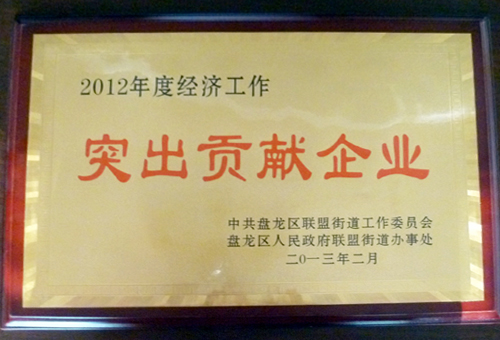 2012年度经济工作
突出贡献企业
中共盘龙区联盟街道工作委员会
盘龙区人民政府联盟街道办事处
二0一三年二月